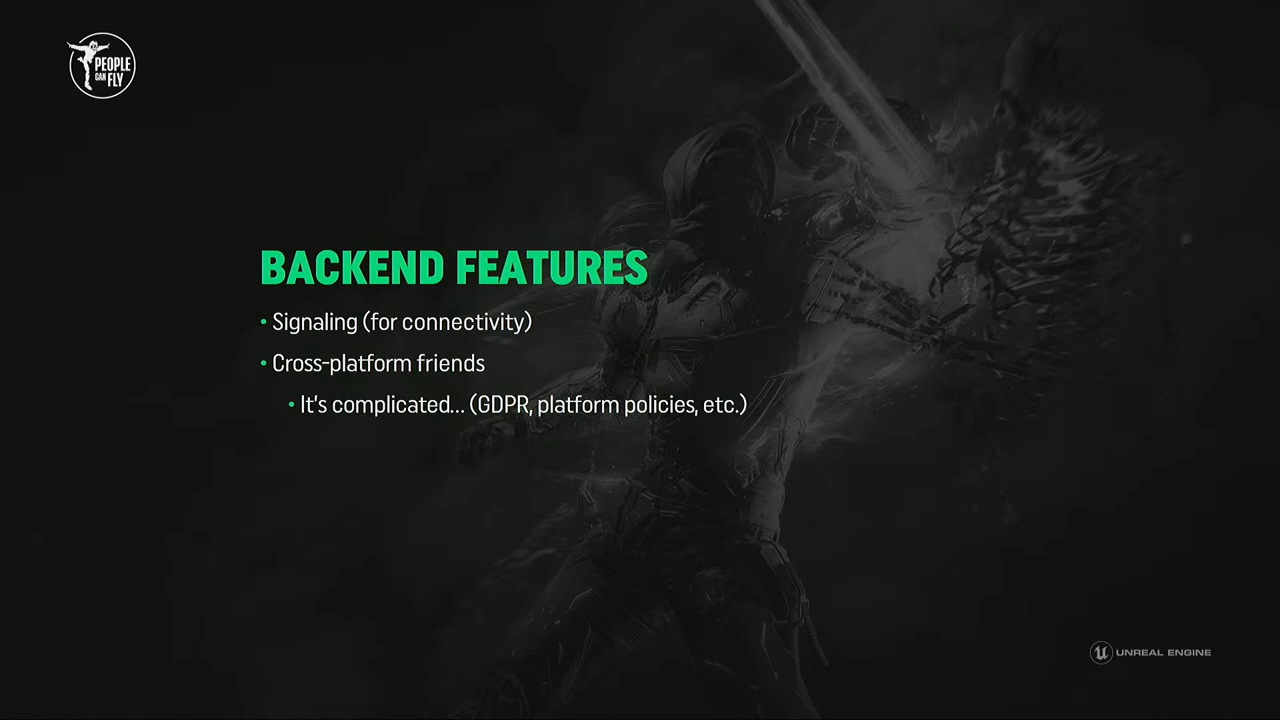 PEOPLE
CAN
FLY
BACKEND FEATURES
• Signaling (for connectivity)
• Cross-platform friends
• It's complicated... (GDPR, platform policies, etc.)
UNREAL ENGINE